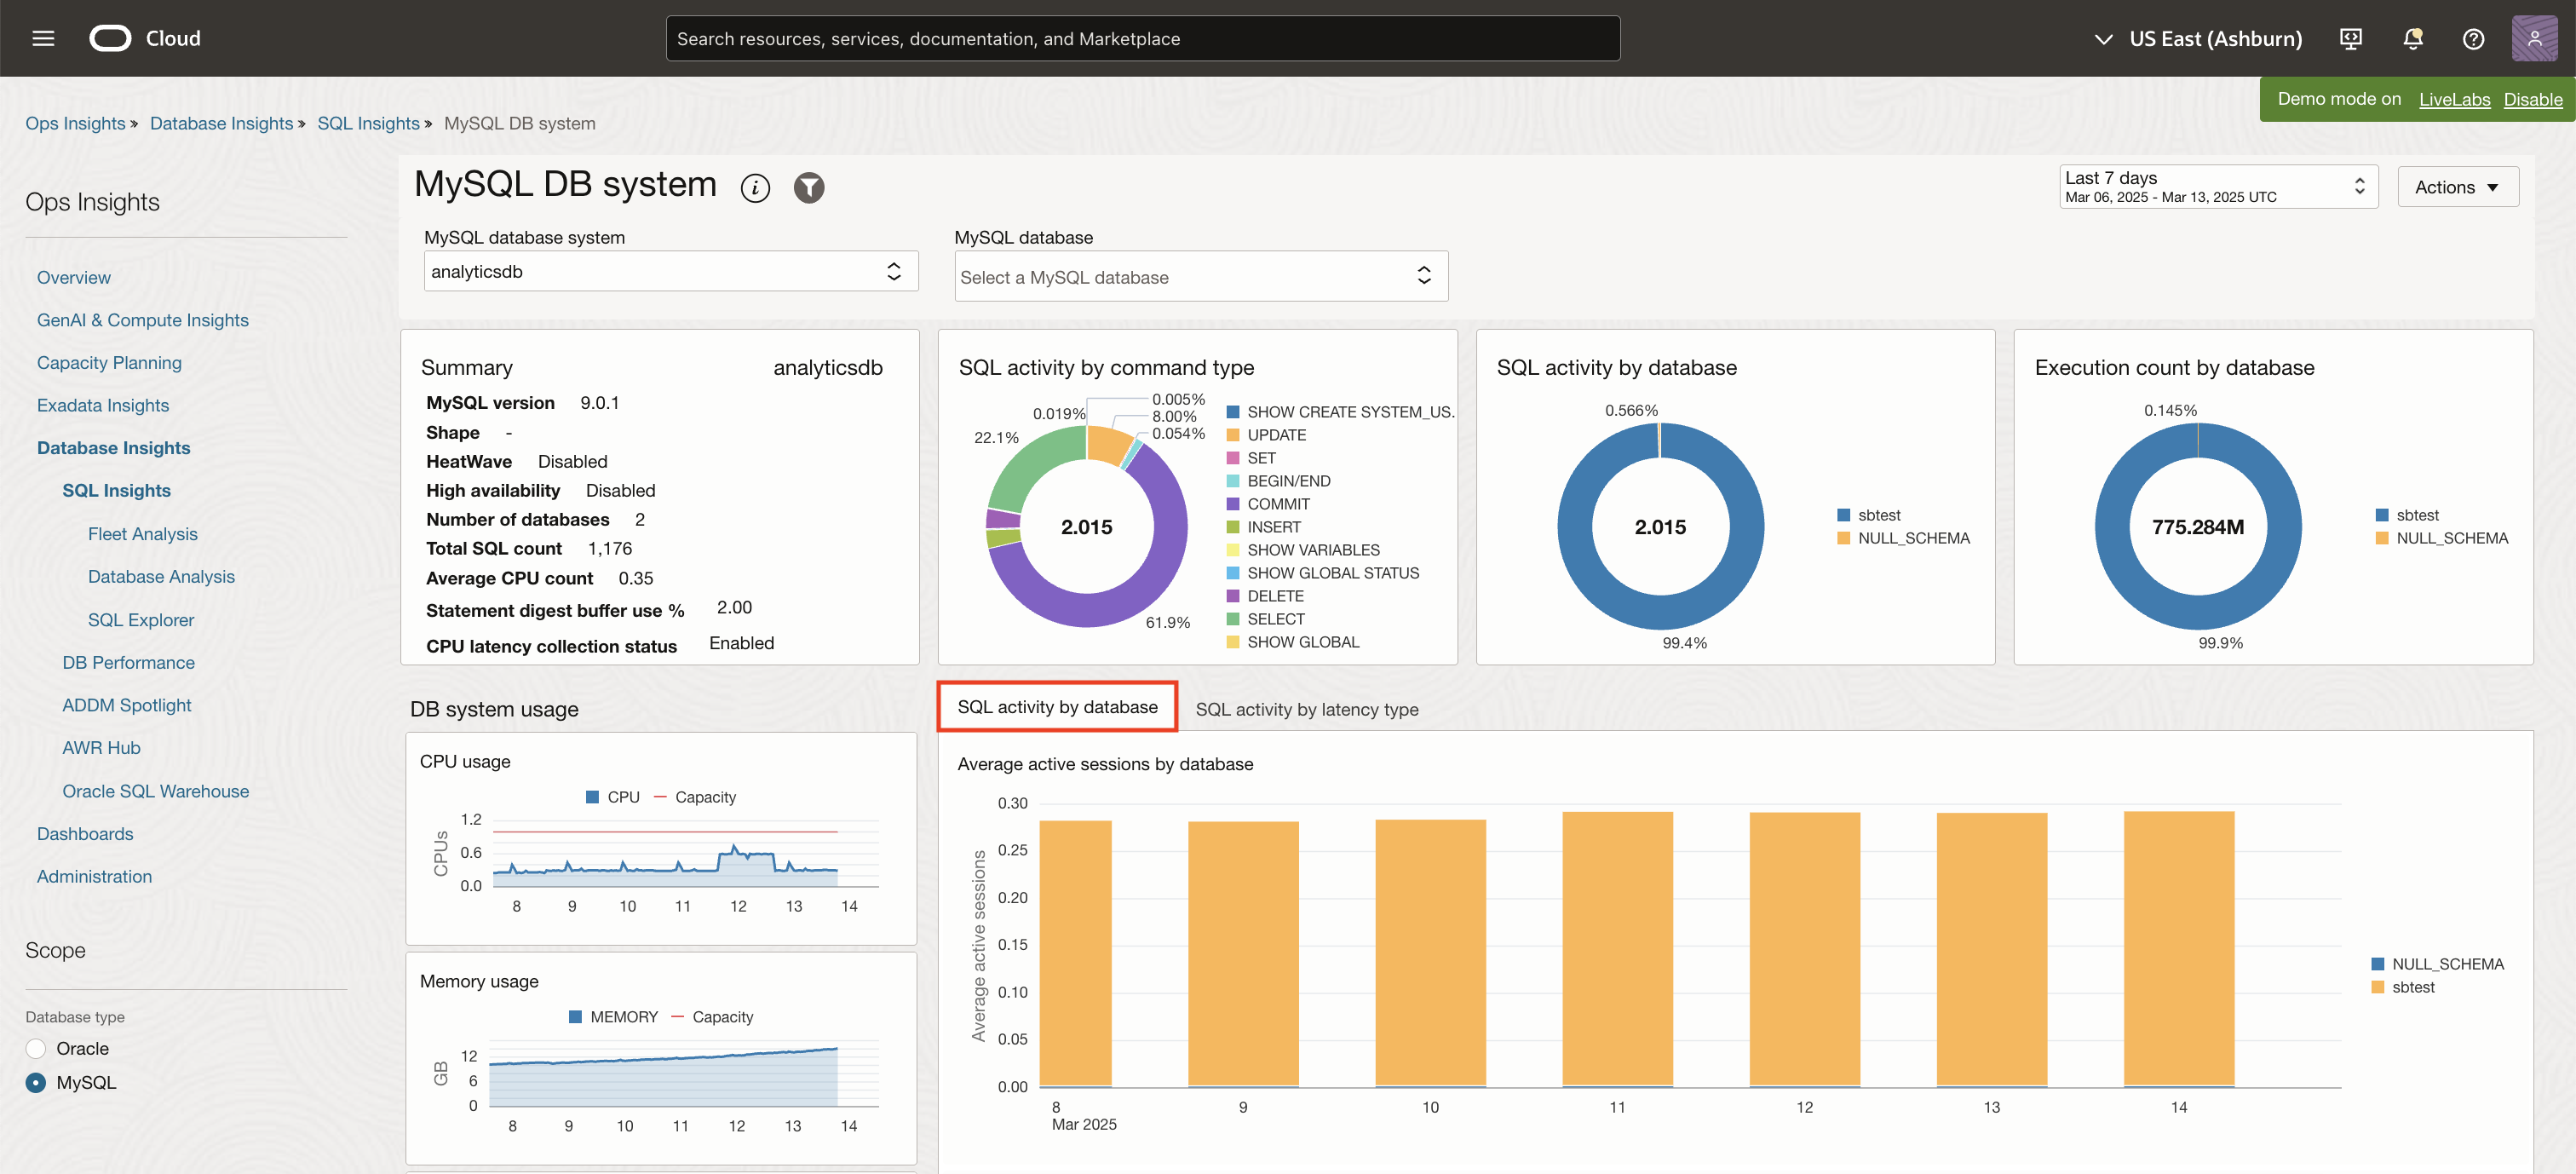 Cloud
Search resources, services, documentation, and Marketplace
US East (Ashburn)
Demo mode on LiveLabs Disable
Ops Insights » Database Insights » SQL Insights » MySQL DB system
Ops Insights
Overview
GenAI & Compute Insights
Capacity Planning
Exadata Insights
Database Insights
SQL Insights
Fleet Analysis
Database Analysis
SQL Explorer
DB Performance
ADDM Spotlight
AWR Hub
Oracle SQL Warehouse
Dashboards
Administration
Scope
Database type
Oracle
MySQL
MySQL DB system
Last 7 days
Mar 06, 2025 - Mar 13, 2025 UTC
Actions
MySQL database system
analyticsdb
MySQL database
Select a MySQL database
Summary analyticsdb
MySQL version 9.0.1
Shape -
HeatWave Disabled
High availability Disabled
Number of databases 2
Total SQL count 1,176
Average CPU count 0.35
Statement digest buffer use % 2.00
CPU latency collection status Enabled
SQL activity by command type
0.005%
0.019%
8.00%
0.054%
22.1%
2.015
61.9%
SHOW CREATE SYSTEM_US.
UPDATE
SET
BEGIN/END
COMMIT
INSERT
SHOW VARIABLES
SHOW GLOBAL STATUS
DELETE
SELECT
SHOW GLOBAL
SQL activity by database
0.566%
2.015
99.4%
sbtest
NULL_SCHEMA
Execution count by database
0.145%
775.284M
99.9%
sbtest
NULL_SCHEMA
DB system usage
CPU usage
CPU Capacity
CPUs
1.2
0.6
0.0
8 9 10 11 12 13 14
Memory usage
MEMORY Capacity
GB
12
6
0
8 9 10 11 12 13 14
SQL activity by database SQL activity by latency type
Average active sessions by database
Average active sessions
0.30
0.25
0.20
0.15
0.10
0.05
0.00
8 9 10 11 12 13 14
Mar 2025
NULL_SCHEMA
sbtest